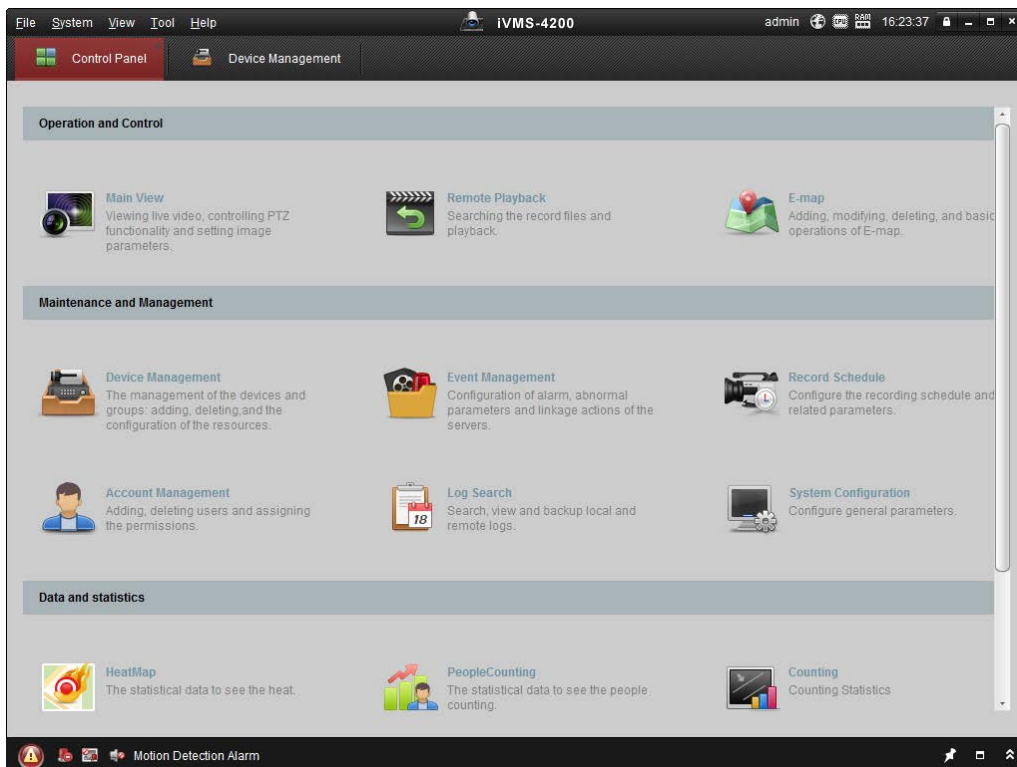 File System View Tool Help
iVMS-4200
admin CPU RAM 16:23:37
Control Panel
Device Management
Operation and Control
Main View
Viewing live video, controlling PTZ
functionality and setting image
parameters.
Remote Playback
Searching the record files and
playback.
E-map
Adding, modifying, deleting, and basic
operations of E-map.
Maintenance and Management
Device Management
The management of the devices and
groups: adding, deleting,and the
configuration of the resources.
Event Management
Configuration of alarm, abnormal
parameters and linkage actions of the
servers.
Record Schedule
Configure the recording schedule and
related parameters.
Account Management
Adding, deleting users and assigning
the permissions.
18
Log Search
Search, view and backup local and
remote logs.
System Configuration
Configure general parameters.
Data and statistics
HeatMap
The statistical data to see the heat.
PeopleCounting
The statistical data to see the people
counting.
Counting
Counting Statistics
Motion Detection Alarm